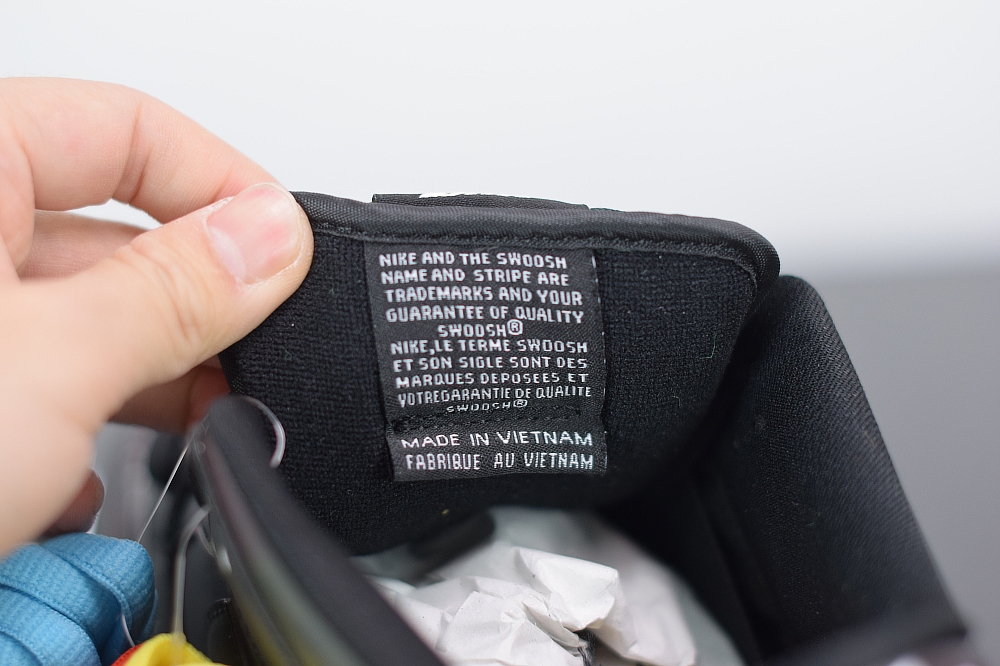 NIKE AND THE SWOOSH
NAME AND STRIPE ARE
TRADEMARKS AND YOUR
GUARANTEE OF QUALITY
SWOOSH®
NIKE,LE TERME SWOOSH
ET SON SIGLE SONT DES
MARQUES DEPOSEES ET
VOTREGARANTIE DE QUALITE
SWOOSH®
MADE IN VIETNAM
FABRIQUE AU VIETNAM